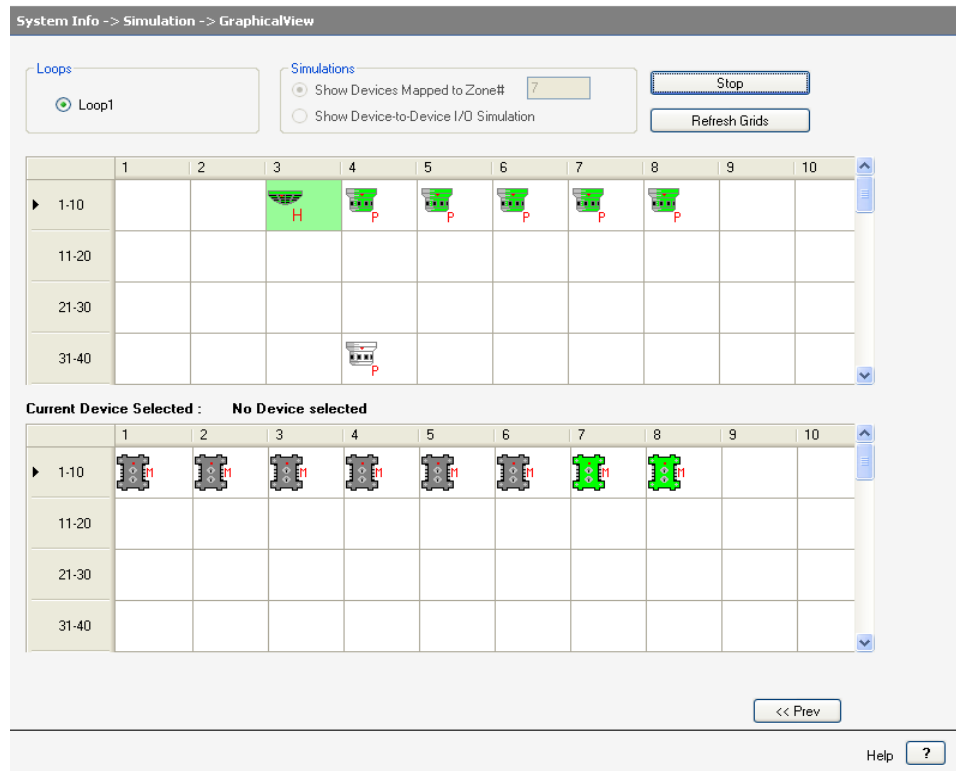 System Info -> Simulation -> GraphicalView
Loops
Loop1
Simulations
Show Devices Mapped to Zone# 7
Show Device-to-Device I/O Simulation
Stop
Refresh Grids
1 2 3 4 5 6 7 8 9 10
1-10 H P P P P P
11-20
21-30
31-40 P
Current Device Selected : No Device selected
1 2 3 4 5 6 7 8 9 10
1-10 M M M M M M M M
11-20
21-30
31-40
<< Prev
Help ?